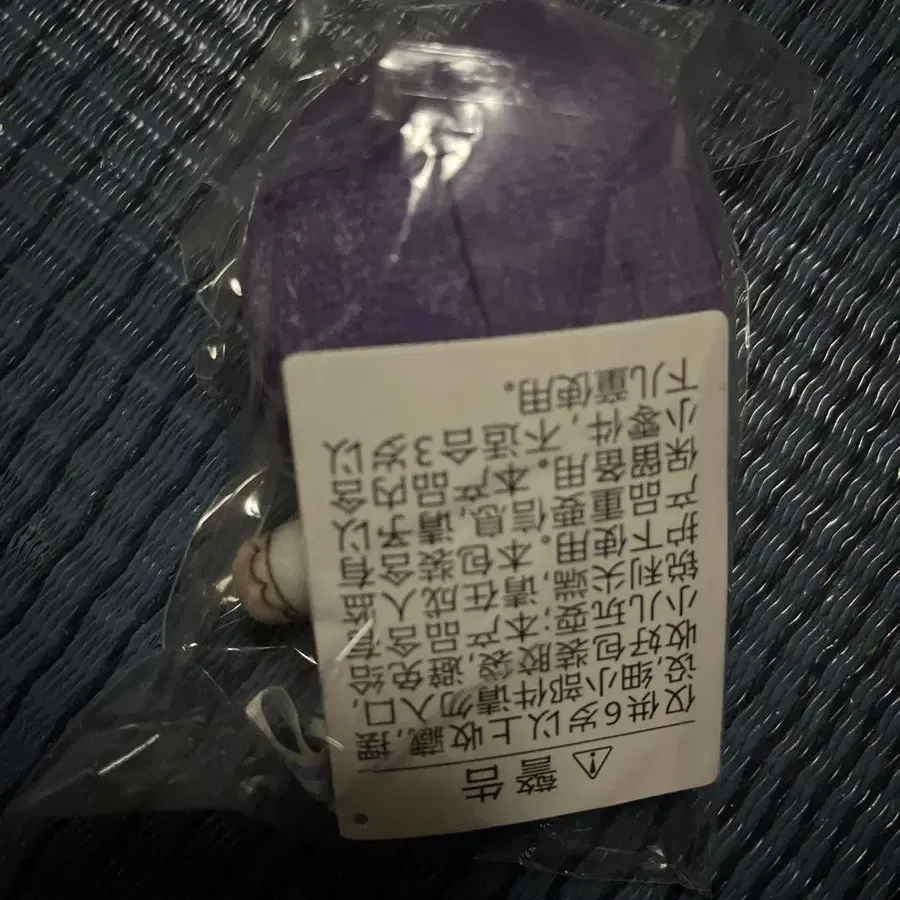 ⚠警告
仅供6岁以上收藏,摆
设,细小部件请勿入口,
收好包装胶袋,避免给
小儿玩耍,本产品含有
锐利尖端,请在成人陪
护下使用。本包装含有
产品重要信息,请予以
保留备用。本产品内含
小零件,不适合3岁以
下儿童使用。